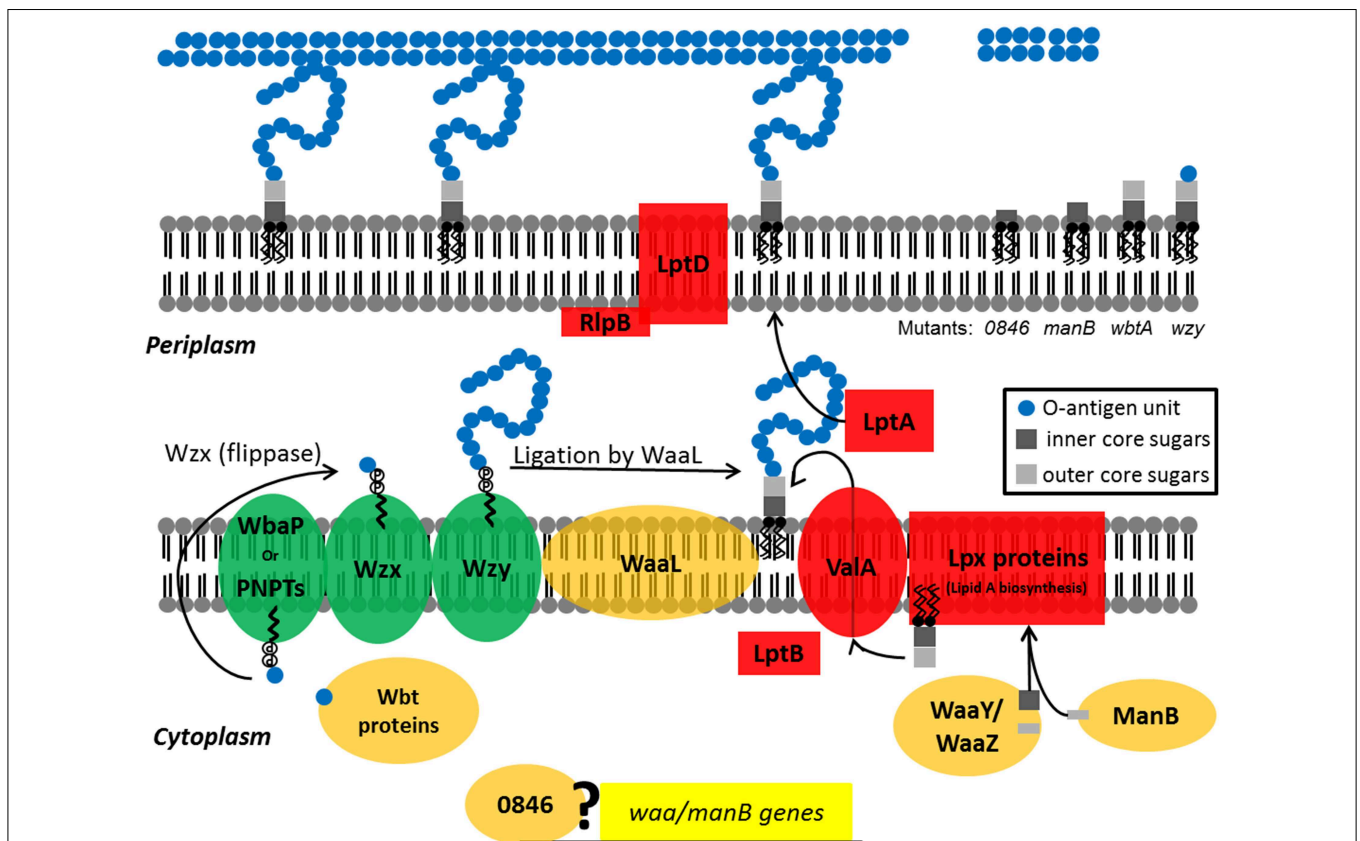 LptD
RlpB
Periplasm
Mutants: 0846 manB wbtA wzy
O-antigen unit
inner core sugars
outer core sugars
LptA
Wzx (flippase)
Ligation by WaaL
P
P
P
P
P
P
WbaP
Or
PNPTs
Wzx
Wzy
WaaL
ValA
Lpx proteins
(Lipid A biosynthesis)
LptB
Wbt
proteins
Cytoplasm
WaaY/
WaaZ
ManB
0846
?
waa/manB genes